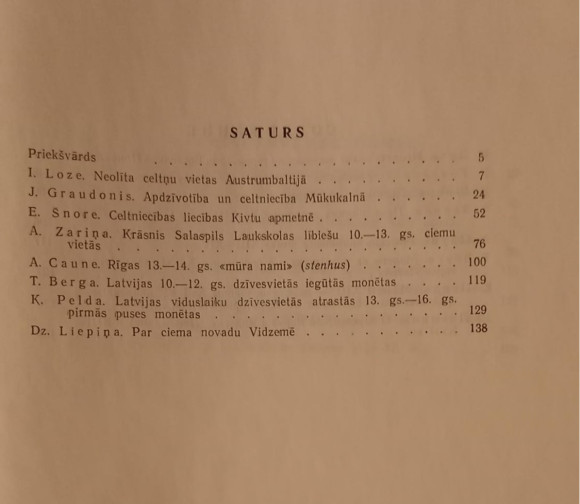 SATURS
Priekšvārds . . . . . . . . . . . . . . . . . . 5
I. Loze. Neolita celtņu vietas Austrumbaltijā . . . . . . . . . 7
J. Graudonis. Apdzīvotība un celtniecība Mūkukalnā . . . . . . 24
E. Šnore. Celtniecības liecības Kivtu apmetnē . . . . . . . . . 52
A. Zariņa. Krāsnis Salaspils Laukskolas lībiešu 10.—13. gs. ciemu
vietās . . . . . . . . . . . . . . . . . . . 76
A. Caune. Rīgas 13.—14. gs. «mūra nami» (stenhus) . . . . . . . 100
T. Berga. Latvijas 10.—12. gs. dzīvesvietās iegūtās monētas . . . . 119
K. Pelda. Latvijas viduslaiku dzīvesvietās atrastās 13. gs.—16. gs.
pirmās puses monētas . . . . . . . . . . . . . . 129
Dz. Liepiņa. Par ciema novadu Vidzemē . . . . . . . . . . 138